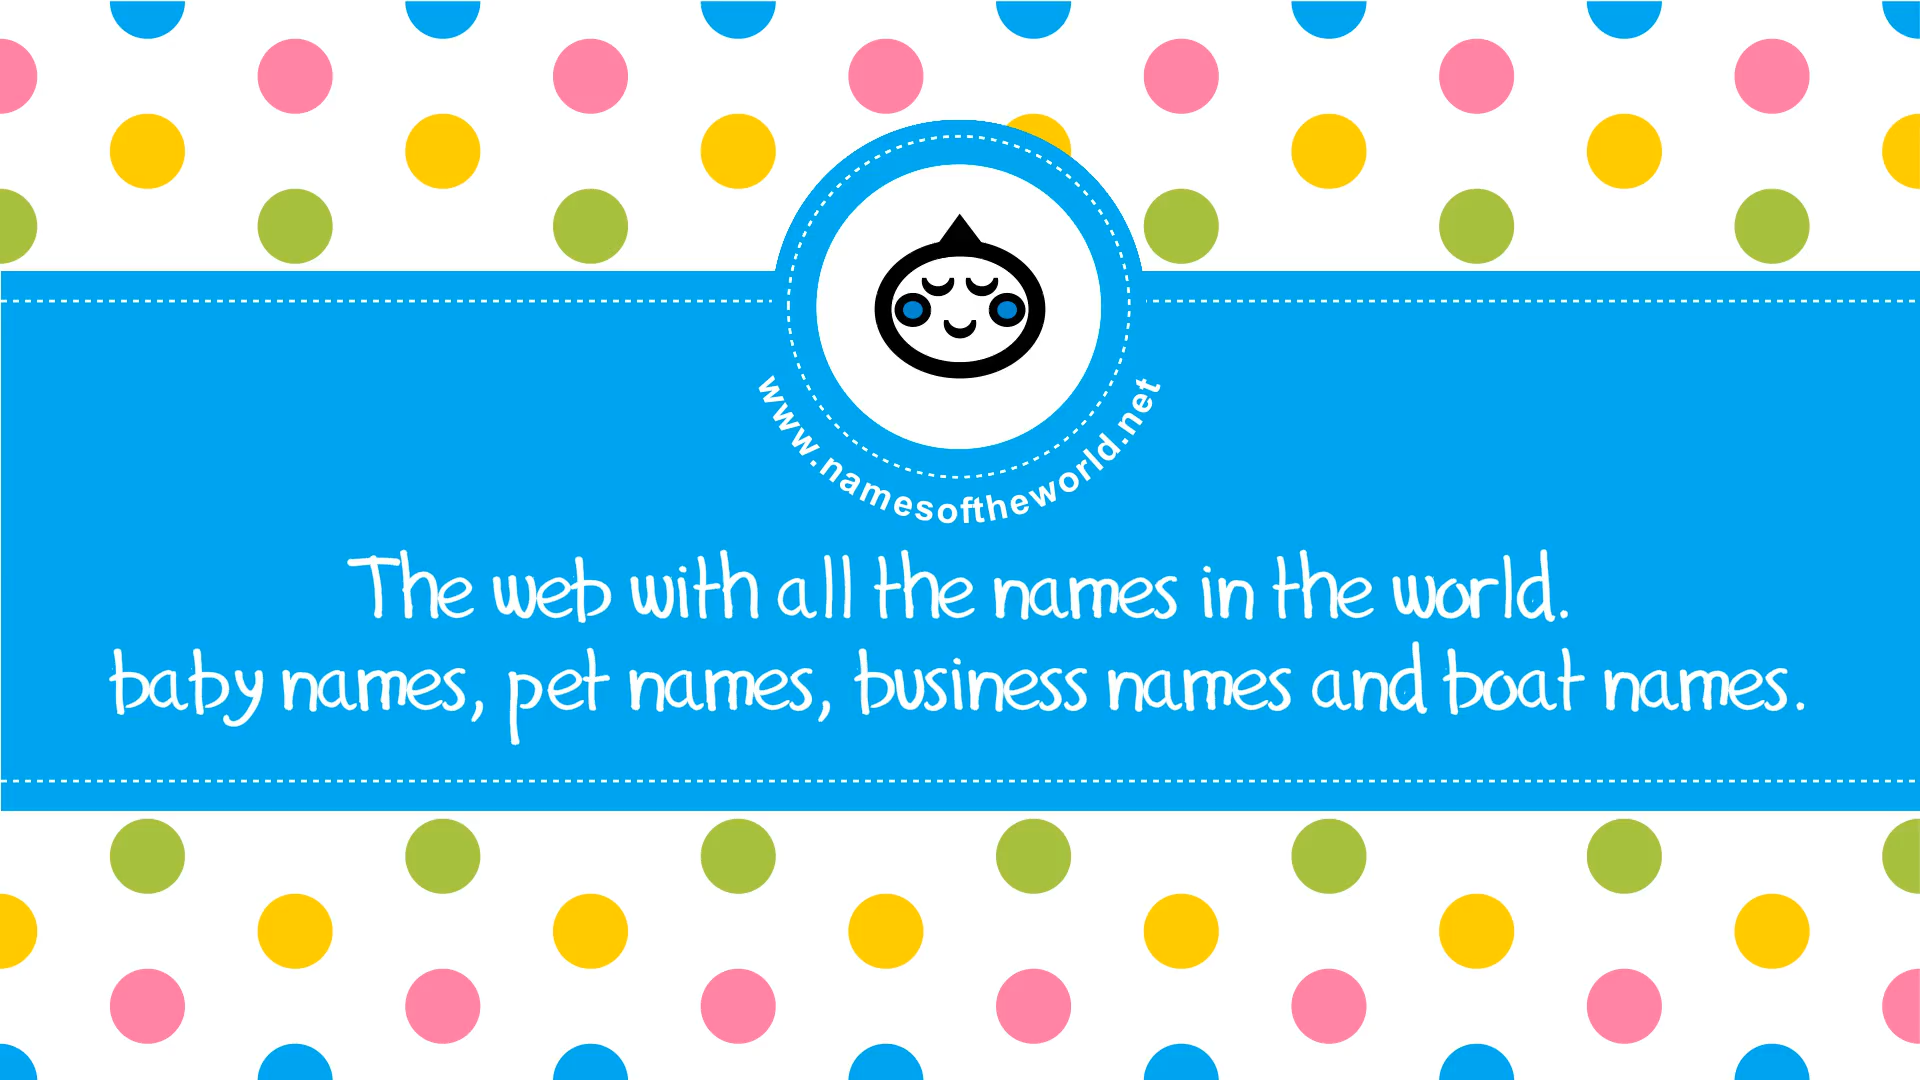 www.namesoftheworld.net
The web with all the names in the world.
baby names, pet names, business names and boat names.